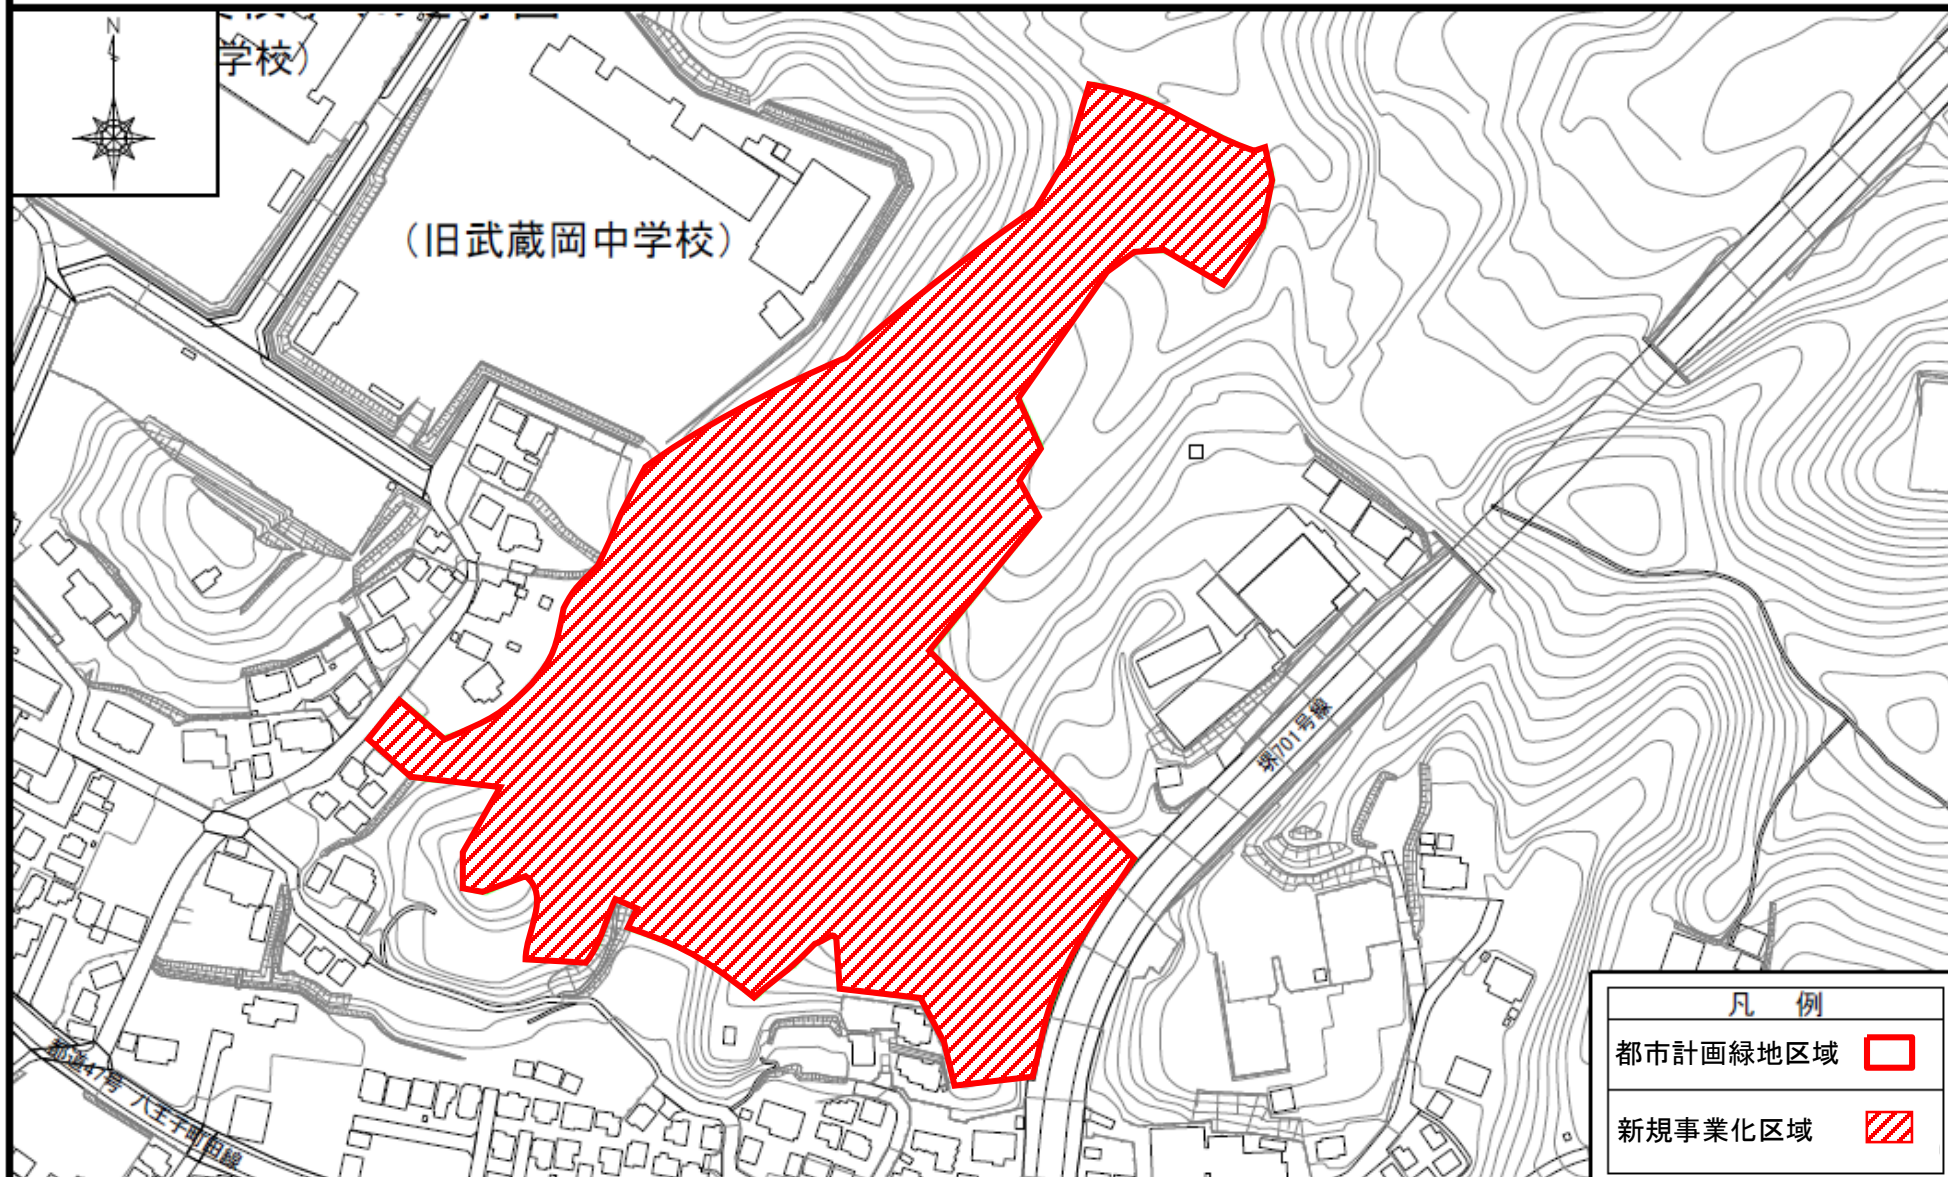 N
学校）
（旧武蔵岡中学校）
堺701号線
都道47号 八王子町田線
凡　例
都市計画緑地区域
新規事業化区域